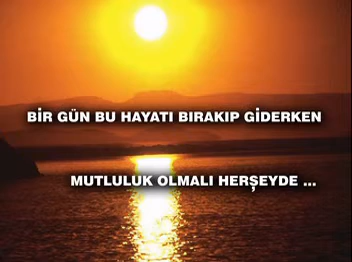 BİR GÜN BU HAYATI BIRAKIP GİDERKEN
MUTLULUK OLMALI HERŞEYDE ...